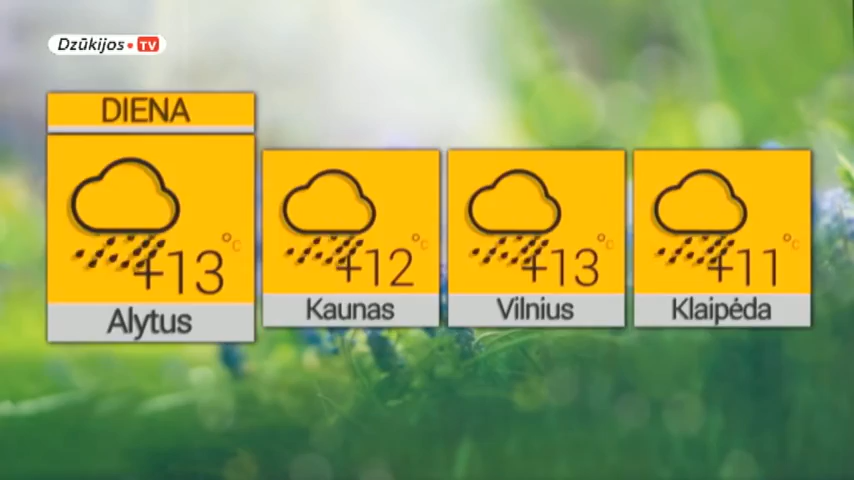 Dzūkijos TV
DIENA
+13°C
Alytus
+12°C
Kaunas
+13°C
Vilnius
+11°C
Klaipėda